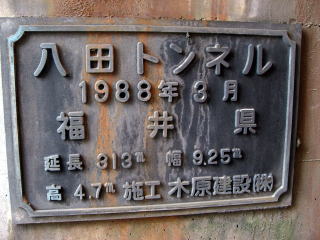 八田トンネル
1988年3月
福井県
延長 313m 幅 9.25m
高 4.7m 施工 木原建設㈱